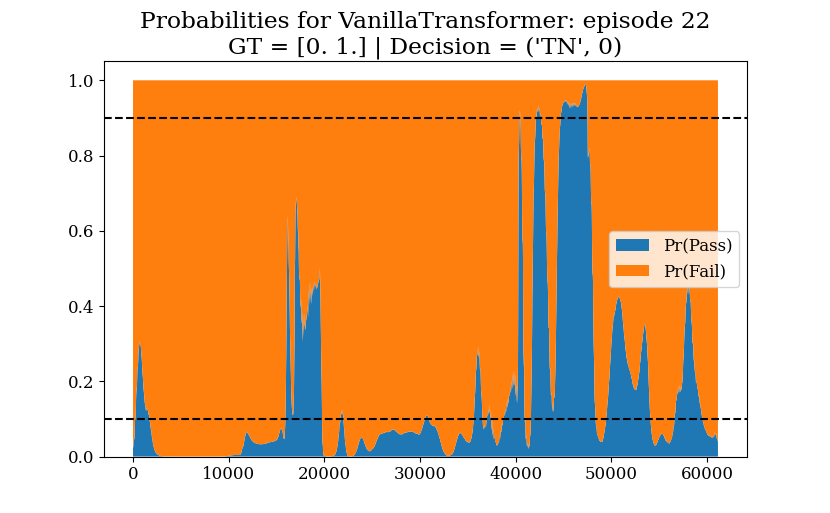 Probabilities for VanillaTransformer: episode 22
GT = [0. 1.] | Decision = ('TN', 0)
1.0
0.8
0.6
0.4
0.2
0.0
Pr(Pass)
Pr(Fail)
0 10000 20000 30000 40000 50000 60000